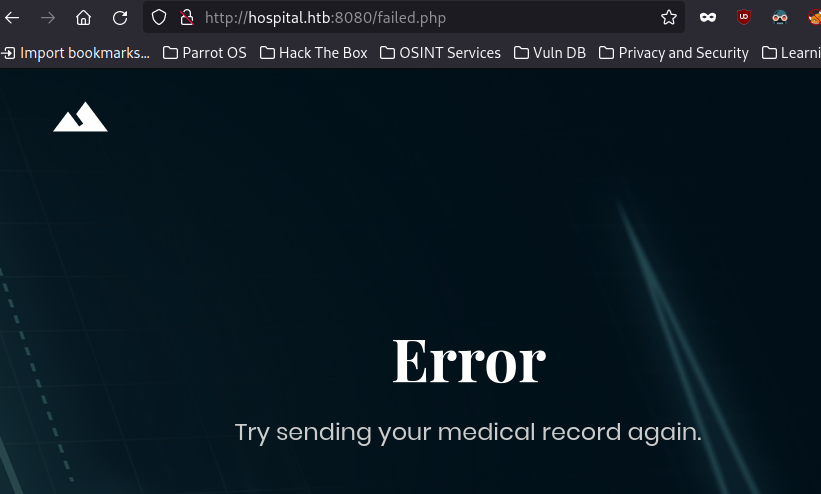 http://hospital.htb:8080/failed.php
Import bookmarks... Parrot OS Hack The Box OSINT Services Vuln DB Privacy and Security Learni
Error
Try sending your medical record again.